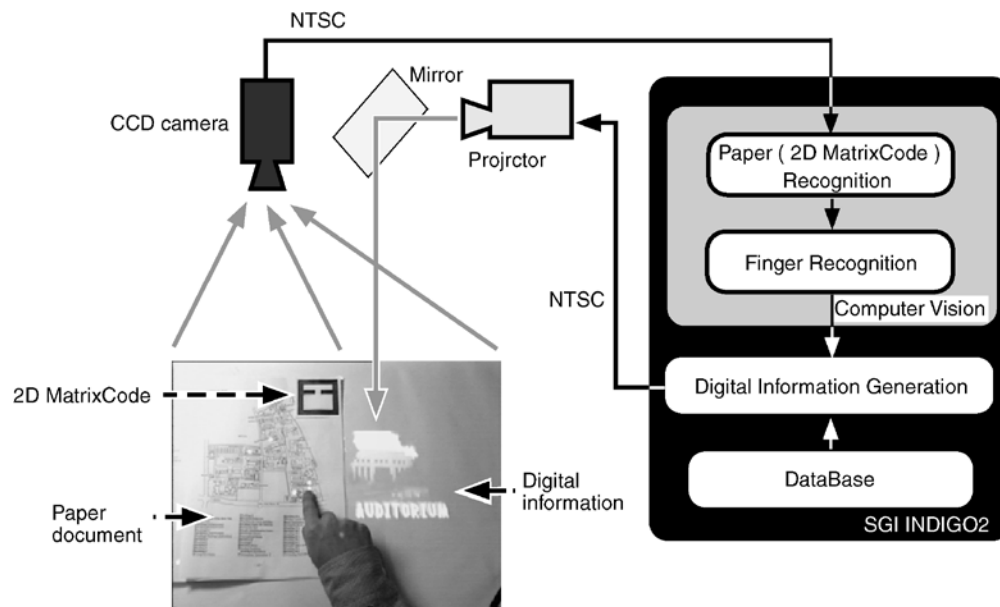 NTSC
Mirror
CCD camera
Projrctor
Paper ( 2D MatrixCode )
Recognition
Finger Recognition
NTSC
Computer Vision
2D MatrixCode
Digital Information Generation
Digital
information
AUDITORIUM
Paper
document
DataBase
SGI INDIGO2